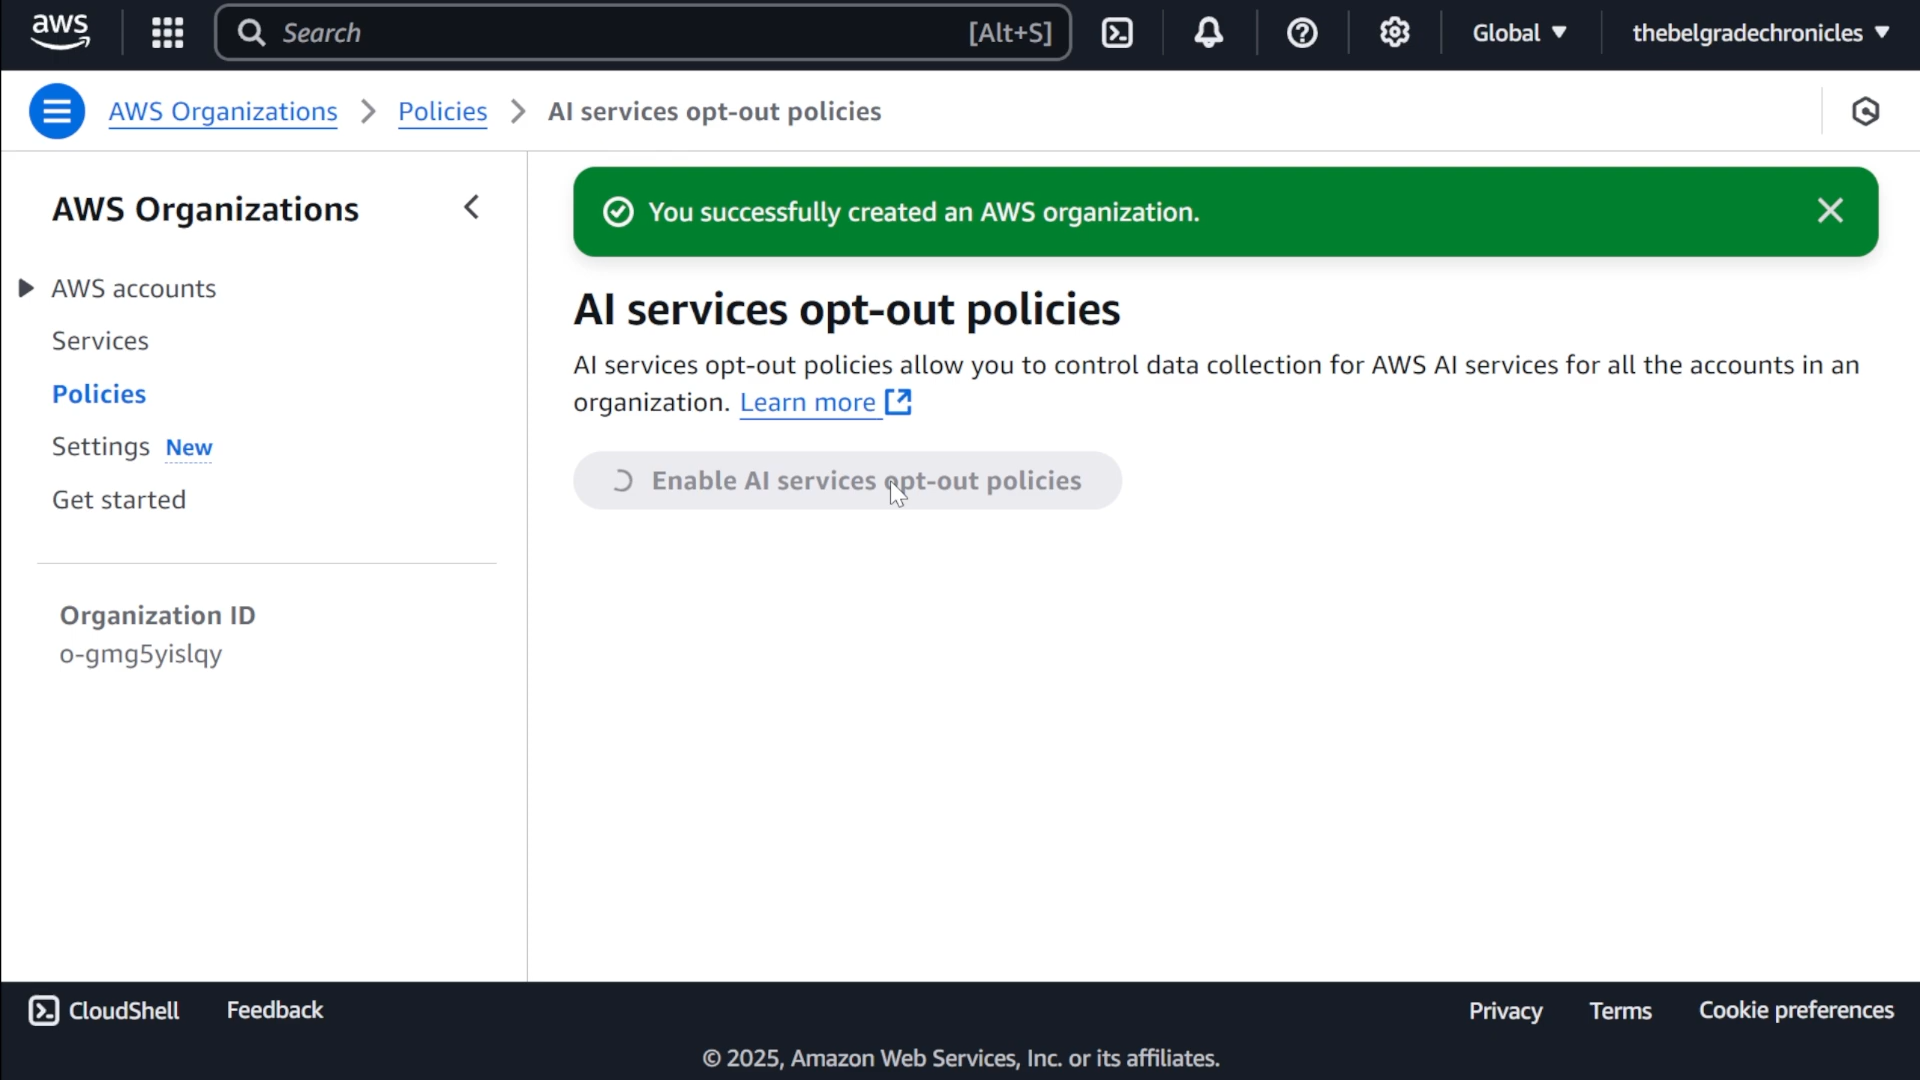 aws
Search [Alt+S]
Global
thebelgradechronicles
AWS Organizations
Policies
AI services opt-out policies
AWS Organizations
AWS accounts
Services
Policies
Settings New
Get started
Organization ID
o-gmg5yislqy
You successfully created an AWS organization.
AI services opt-out policies
AI services opt-out policies allow you to control data collection for AWS AI services for all the accounts in an
organization. Learn more
Enable AI services opt-out policies
CloudShell
Feedback
Privacy
Terms
Cookie preferences
© 2025, Amazon Web Services, Inc. or its affiliates.